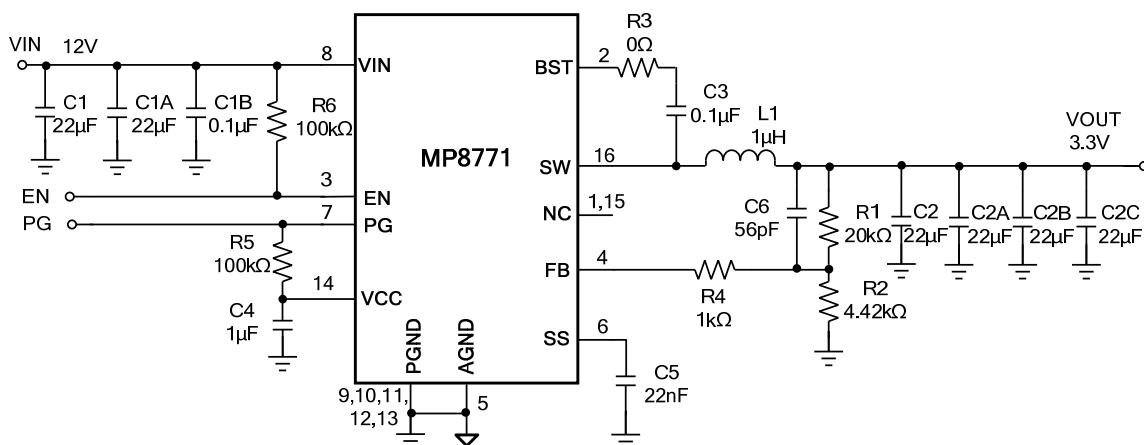 VIN 12V
8 VIN
C1
22µF
C1A
22µF
C1B
0.1µF
R6
100kΩ
EN
3 EN
PG
7 PG
R5
100kΩ
14 VCC
C4
1µF
MP8771
PGND
AGND
9,10,11,
12,13
5
BST 2
R3
0Ω
C3
0.1µF
L1
1µH
SW 16
NC 1,15
FB 4
SS 6
C6
56pF
R1
20kΩ
R4
1kΩ
R2
4.42kΩ
C5
22nF
C2
22µF
C2A
22µF
C2B
22µF
C2C
22µF
VOUT
3.3V